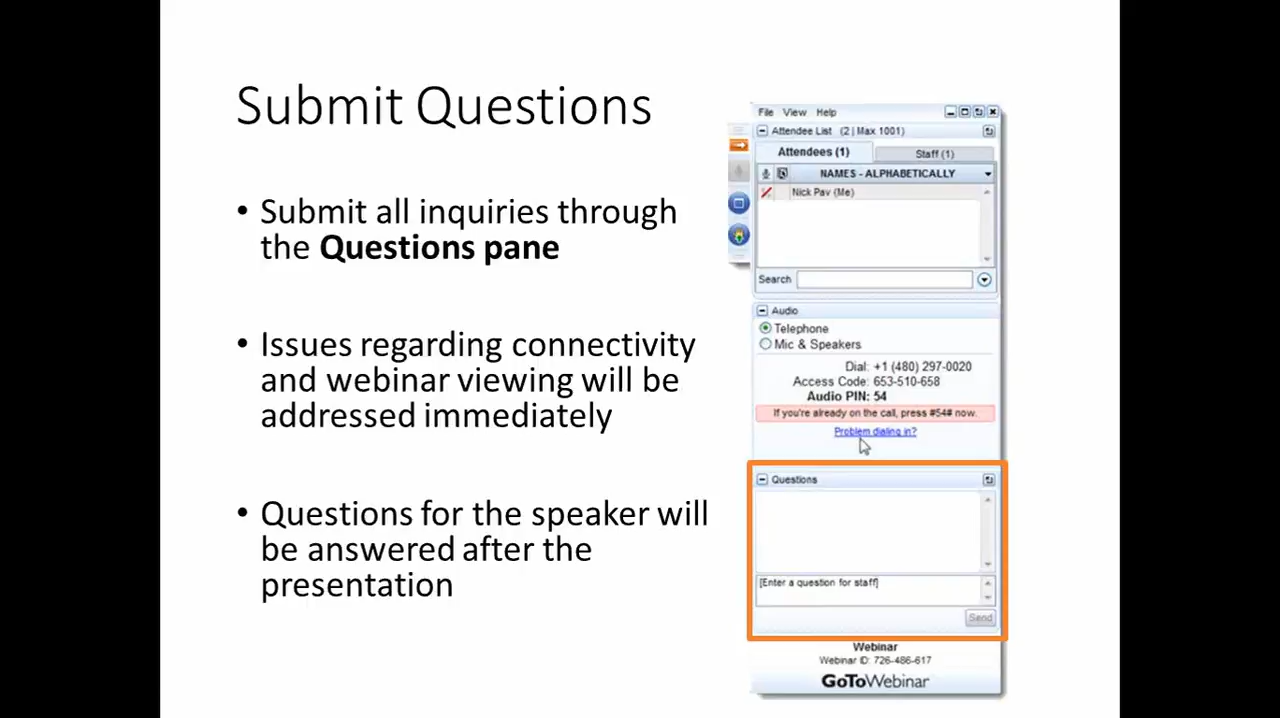 Submit Questions
• Submit all inquiries through
the Questions pane
• Issues regarding connectivity
and webinar viewing will be
addressed immediately
• Questions for the speaker will
be answered after the
presentation
File View Help
Attendee List (2 | Max 1001)
Attendees (1) Staff (1)
NAMES - ALPHABETICALLY
Nick Pav (Me)
Search
Audio
Telephone
Mic & Speakers
Dial: +1 (480) 297-0020
Access Code: 653-510-658
Audio PIN: 54
If you're already on the call, press #54# now.
Problem dialing in?
Questions
[Enter a question for staff]
Send
Webinar
Webinar ID: 726-486-617
GoToWebinar